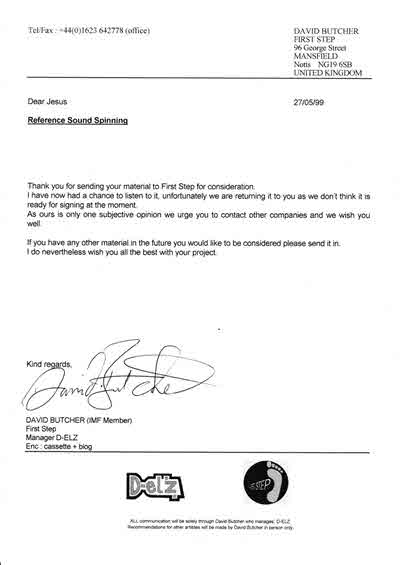 Tel/Fax : +44(0)1623 642778 (office)
DAVID BUTCHER
FIRST STEP
96 George Street
MANSFIELD
Notts NG19 6SB
UNITED KINGDOM
Dear Jesus
27/05/99
Reference Sound Spinning
Thank you for sending your material to First Step for consideration.
I have now had a chance to listen to it, unfortunately we are returning it to you as we don't think it is
ready for signing at the moment.
As ours is only one subjective opinion we urge you to contact other companies and we wish you
well.
If you have any other material in the future you would like to be considered please send it in.
I do nevertheless wish you all the best with your project.
Kind regards,
David Butcher
DAVID BUTCHER (IMF Member)
First Step
Manager D-ELZ
Enc : cassette + biog
D-ELZ
STEP
ALL communication will be solely through David Butcher who manages: D-ELZ
Recommendations for other artistes will be made by David Butcher in person only.